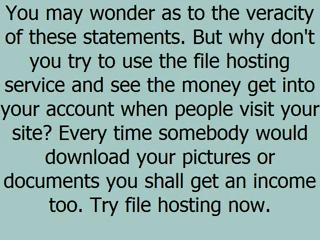 You may wonder as to the veracity
of these statements. But why don't
you try to use the file hosting
service and see the money get into
your account when people visit your
site? Every time somebody would
download your pictures or
documents you shall get an income
too. Try file hosting now.